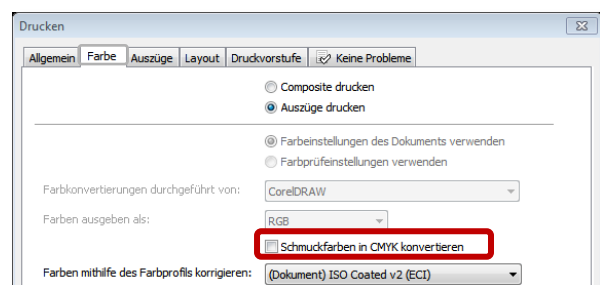 Drucken
Allgemein Farbe Auszüge Layout Druckvorstufe Keine Probleme
Composite drucken
Auszüge drucken
Farbeinstellungen des Dokuments verwenden
Farbprüfeinstellungen verwenden
Farbkonvertierungen durchgeführt von: CorelDRAW
Farben ausgeben als: RGB
Schmuckfarben in CMYK konvertieren
Farben mithilfe des Farbprofils korrigieren: (Dokument) ISO Coated v2 (ECI)